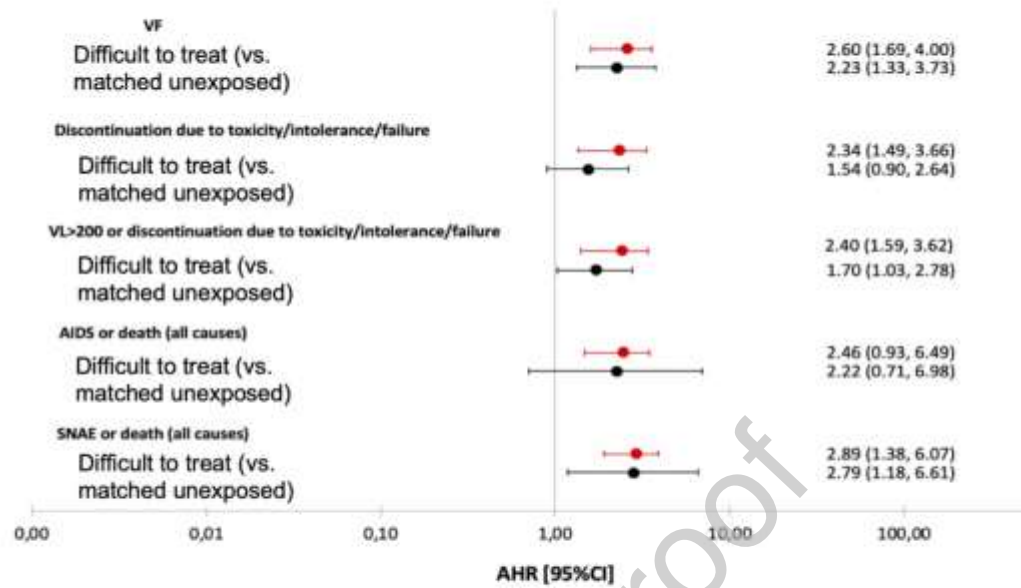 VF
Difficult to treat (vs.
matched unexposed)
2.60 (1.69, 4.00)
2.23 (1.33, 3.73)
Discontinuation due to toxicity/intolerance/failure
Difficult to treat (vs.
matched unexposed)
2.34 (1.49, 3.66)
1.54 (0.90, 2.64)
VL>200 or discontinuation due to toxicity/intolerance/failure
Difficult to treat (vs.
matched unexposed)
2.40 (1.59, 3.62)
1.70 (1.03, 2.78)
AIDS or death (all causes)
Difficult to treat (vs.
matched unexposed)
2.46 (0.93, 6.49)
2.22 (0.71, 6.98)
SNAE or death (all causes)
Difficult to treat (vs.
matched unexposed)
2.89 (1.38, 6.07)
2.79 (1.18, 6.61)
0,00 0,01 0,10 1,00 10,00 100,00
AHR [95%CI]
roof